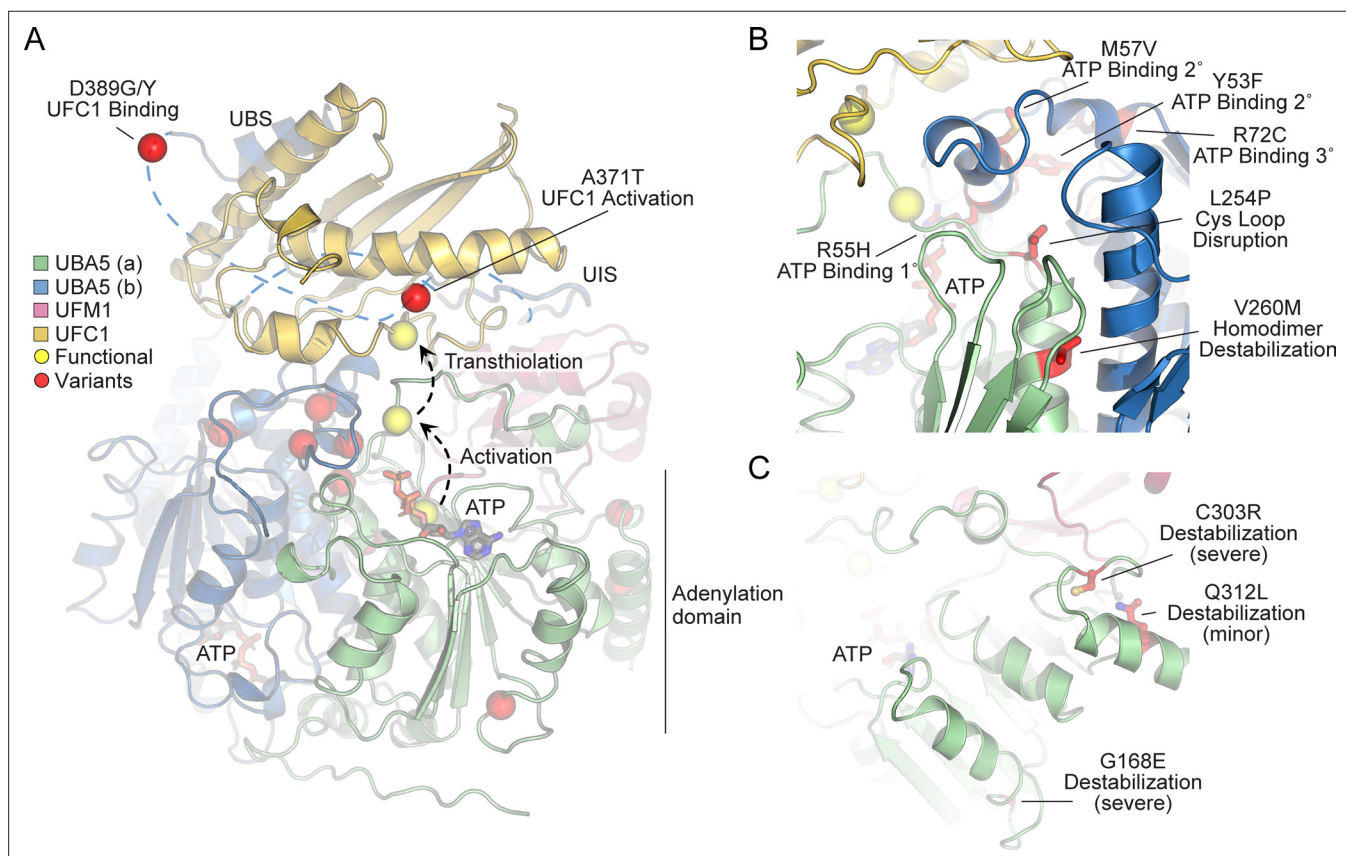 A
D389G/Y
UFC1 Binding
UBS
A371T
UFC1 Activation
UBA5 (a)
UBA5 (b)
UFM1
UFC1
Functional
Variants
UIS
Transthiolation
Activation
ATP
ATP
Adenylation
domain
B
M57V
ATP Binding 2°
Y53F
ATP Binding 2°
R72C
ATP Binding 3°
L254P
Cys Loop
Disruption
R55H
ATP Binding 1°
ATP
V260M
Homodimer
Destabilization
C
C303R
Destabilization
(severe)
Q312L
Destabilization
(minor)
ATP
G168E
Destabilization
(severe)